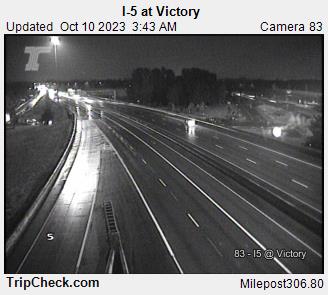 I-5 at Victory
Updated Oct 10 2023 3:43 AM Camera 83
T
S
83 - I5 @ Victory
TripCheck.com Milepost306.80